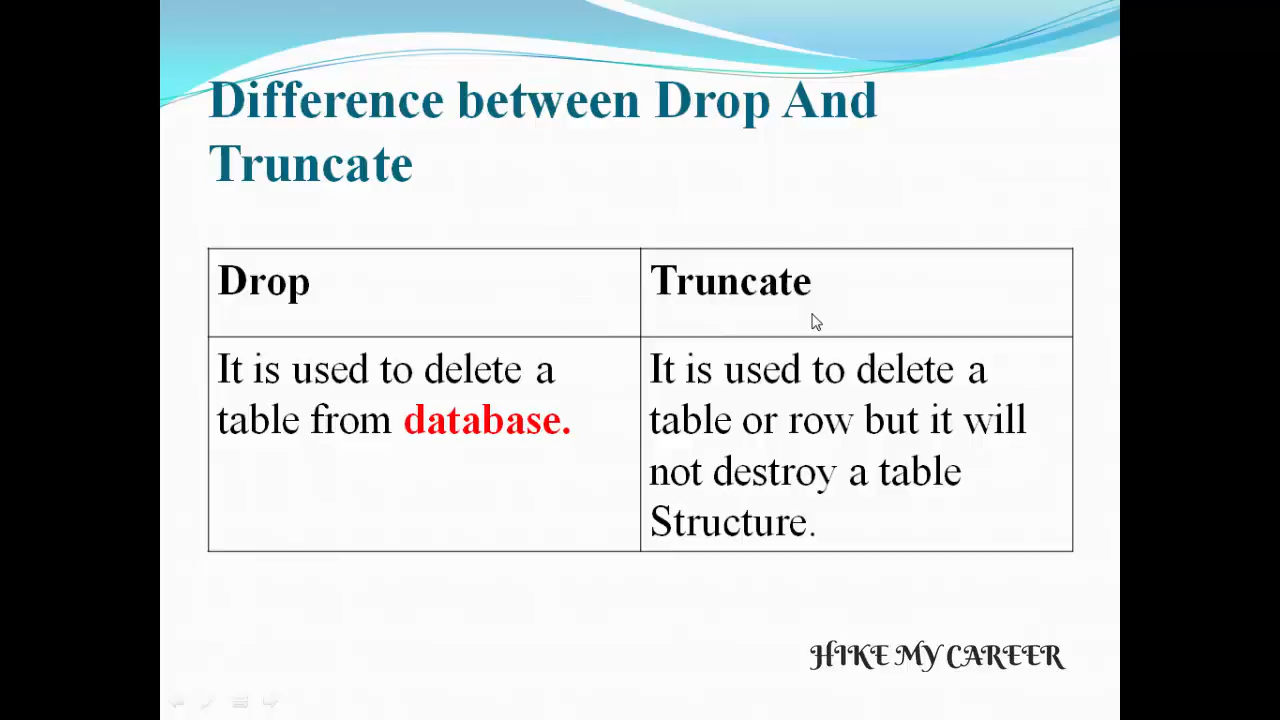 Difference between Drop And
Truncate
Drop
Truncate
It is used to delete a
table from database.
It is used to delete a
table or row but it will
not destroy a table
Structure.
HIKE MY CAREER